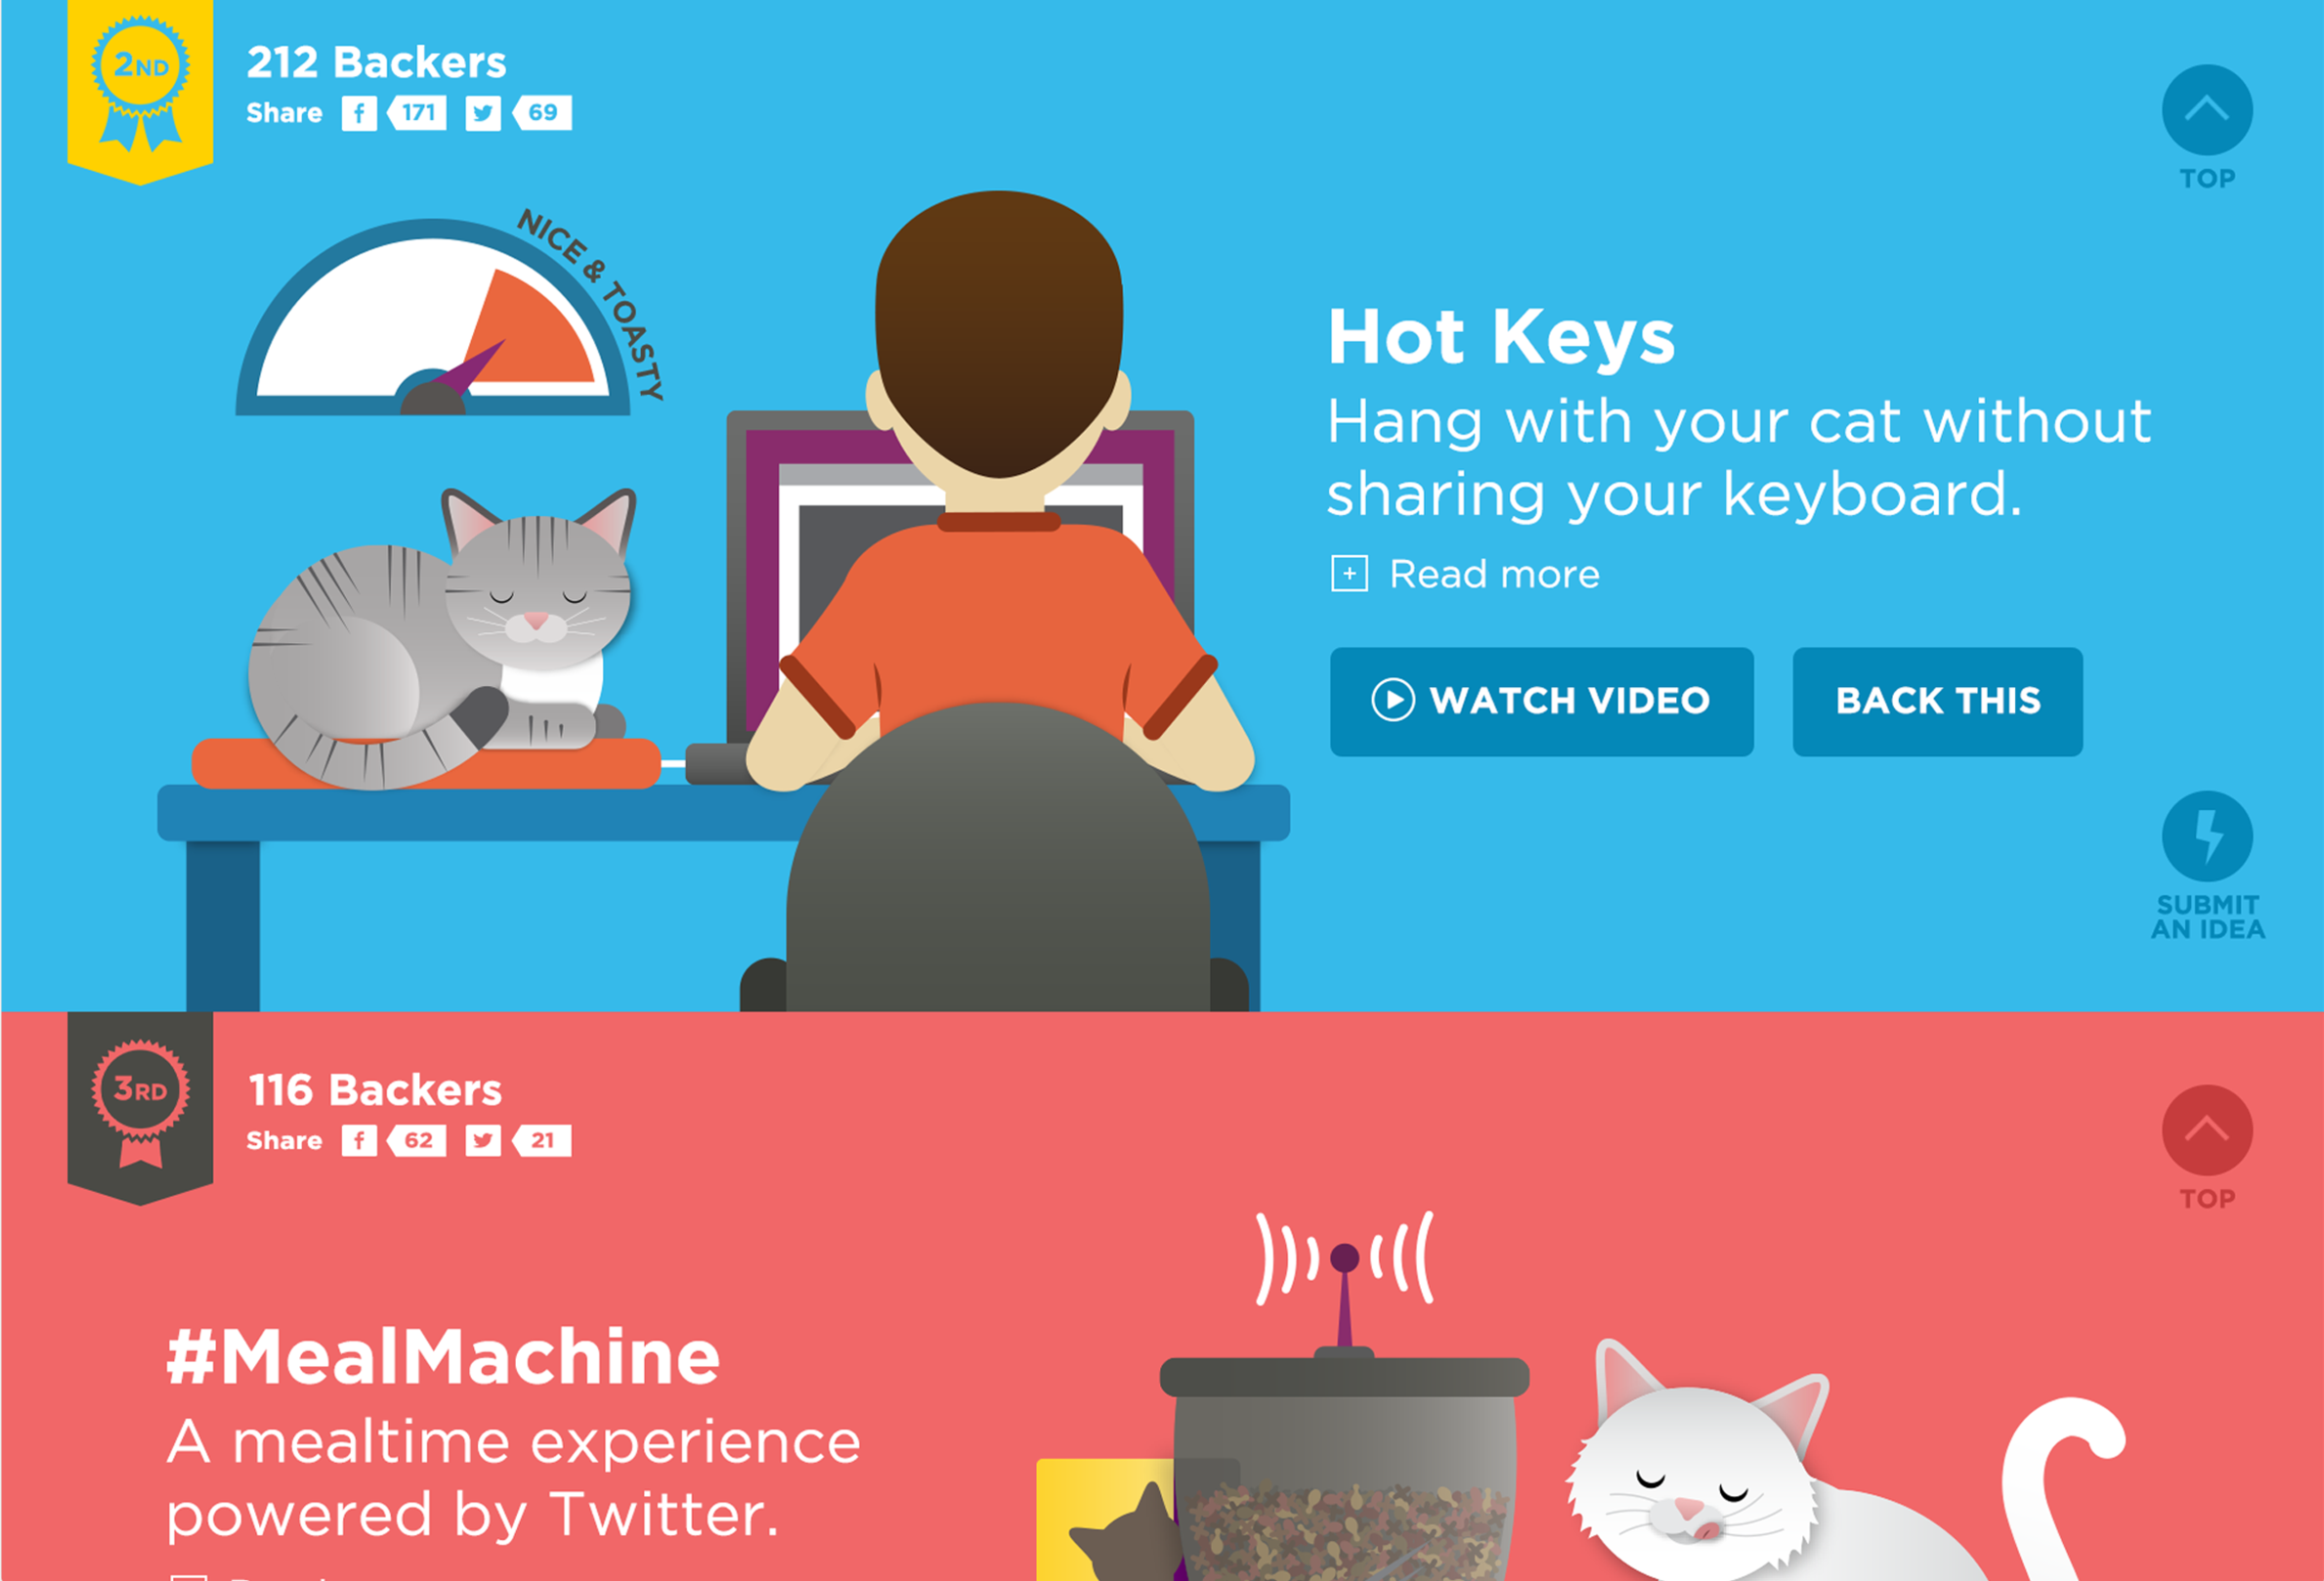 2ND
212 Backers
Share f 171 69
TOP
NICE & TOASTY
Hot Keys
Hang with your cat without
sharing your keyboard.
+ Read more
WATCH VIDEO
BACK THIS
SUBMIT
AN IDEA
3RD
116 Backers
Share f 62 21
TOP
#MealMachine
A mealtime experience
powered by Twitter.